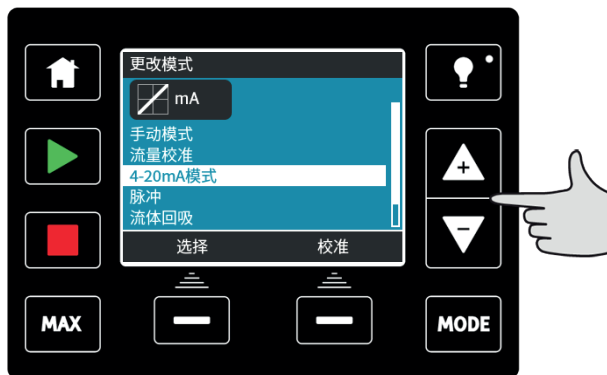 更改模式
mA
手动模式
流量校准
4-20mA模式
脉冲
流体回吸
选择 校准
+
−
MAX
MODE